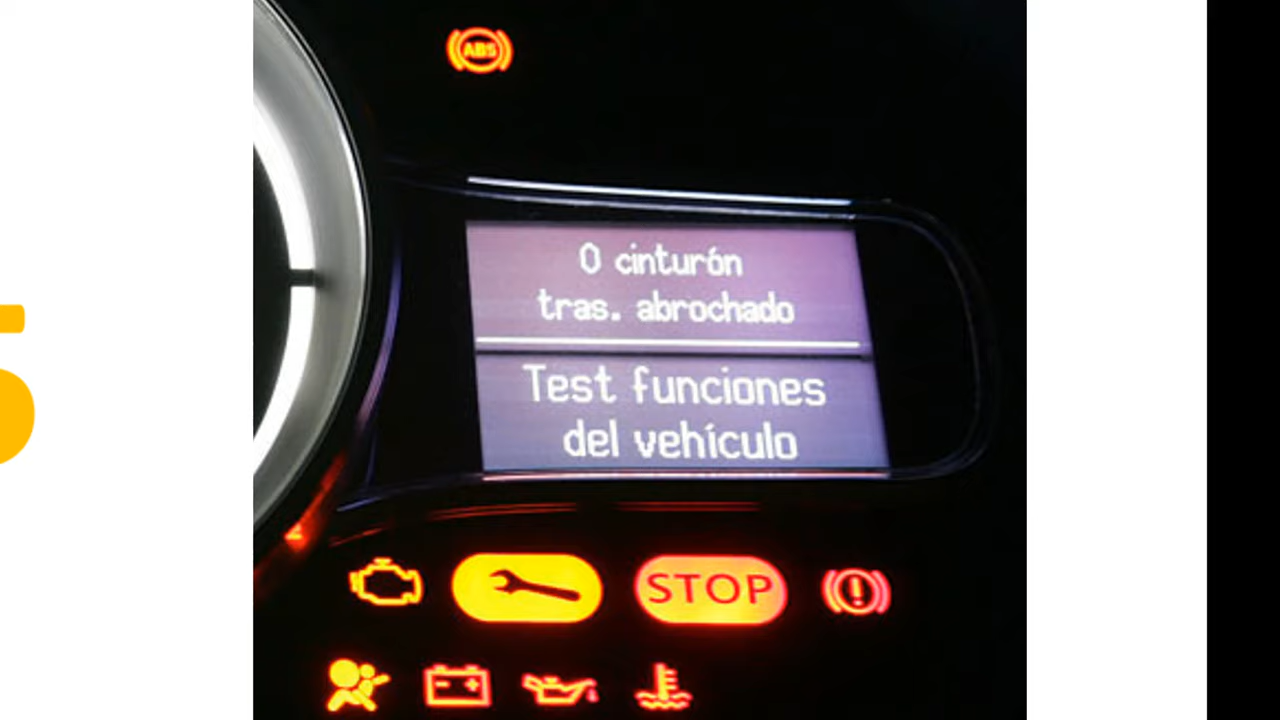 ABS
0 cinturón
tras. abrochado
Test funciones
del vehículo
STOP